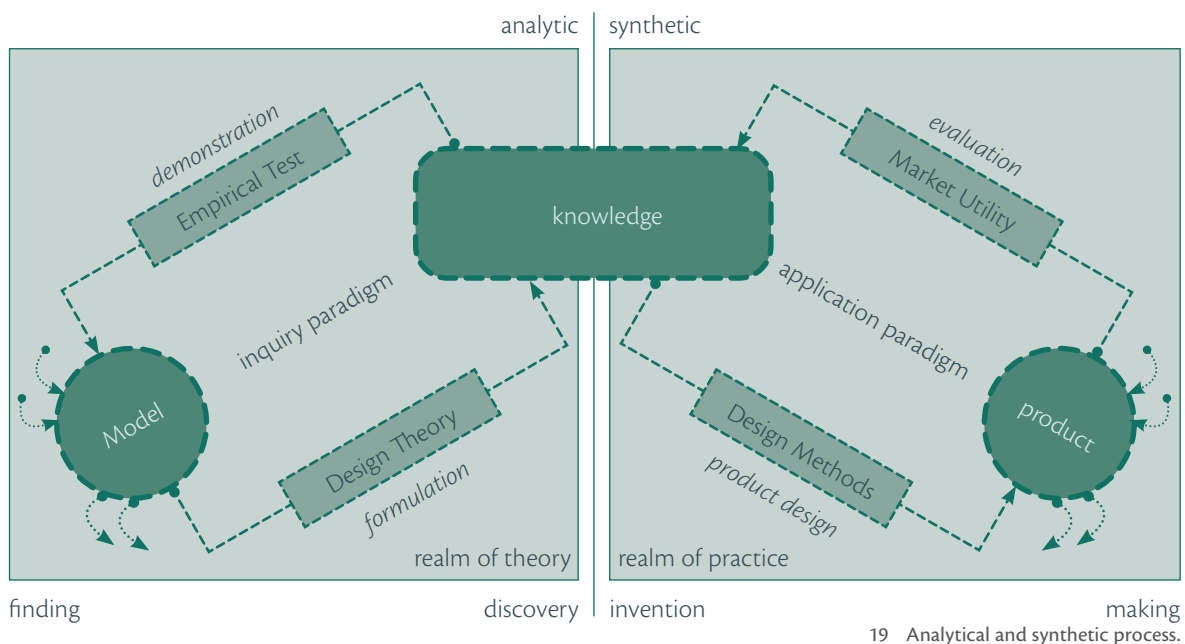 analytic
synthetic
demonstration
Empirical Test
evaluation
Market Utility
knowledge
inquiry paradigm
application paradigm
Model
product
Design Theory
formulation
Design Methods
product design
realm of theory
realm of practice
finding
discovery
invention
making
19 Analytical and synthetic process.